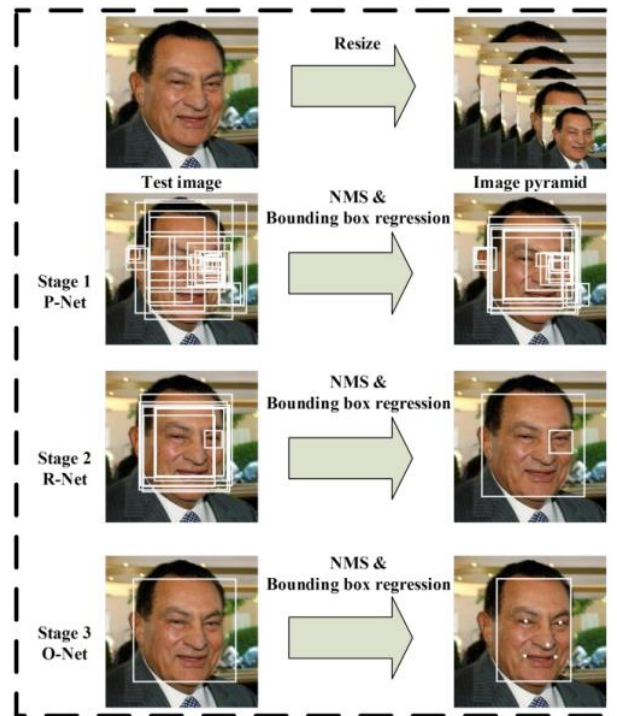 Resize
Test image
Image pyramid
NMS &
Bounding box regression
Stage 1
P-Net
NMS &
Bounding box regression
Stage 2
R-Net
NMS &
Bounding box regression
Stage 3
O-Net